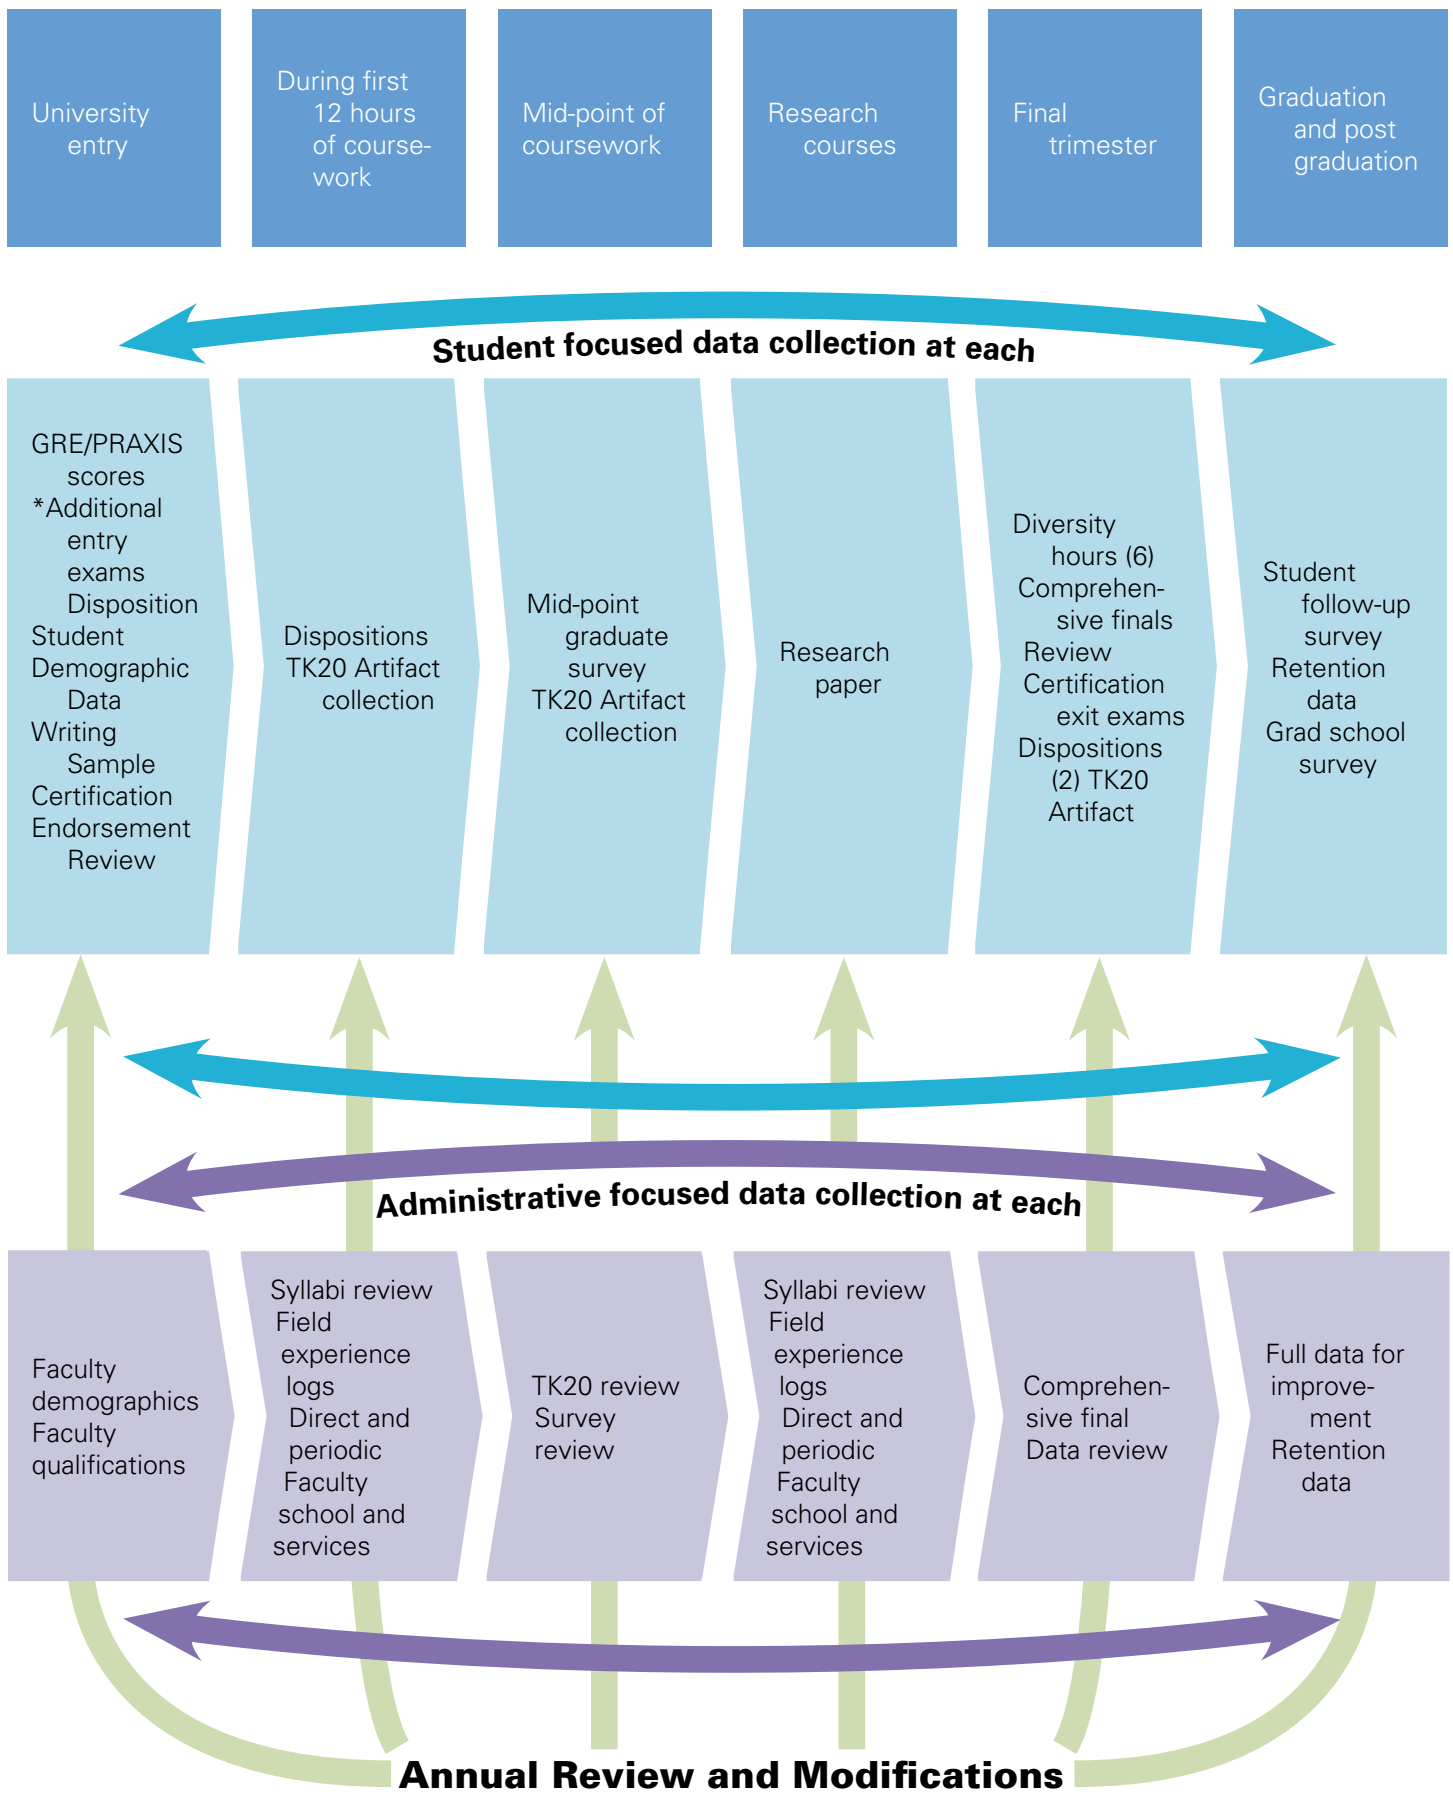 University
entry
During first
12 hours
of course-
work
Mid-point of
coursework
Research
courses
Final
trimester
Graduation
and post
graduation
Student focused data collection at each
GRE/PRAXIS
scores
*Additional
entry
exams
Disposition
Student
Demographic
Data
Writing
Sample
Certification
Endorsement
Review
Dispositions
TK20 Artifact
collection
Mid-point
graduate
survey
TK20 Artifact
collection
Research
paper
Diversity
hours (6)
Comprehen-
sive finals
Review
Certification
exit exams
Dispositions
(2) TK20
Artifact
Student
follow-up
survey
Retention
data
Grad school
survey
Administrative focused data collection at each
Faculty
demographics
Faculty
qualifications
Syllabi review
Field
experience
logs
Direct and
periodic
Faculty
school and
services
TK20 review
Survey
review
Syllabi review
Field
experience
logs
Direct and
periodic
Faculty
school and
services
Comprehen-
sive final
Data review
Full data for
improve-
ment
Retention
data
Annual Review and Modifications